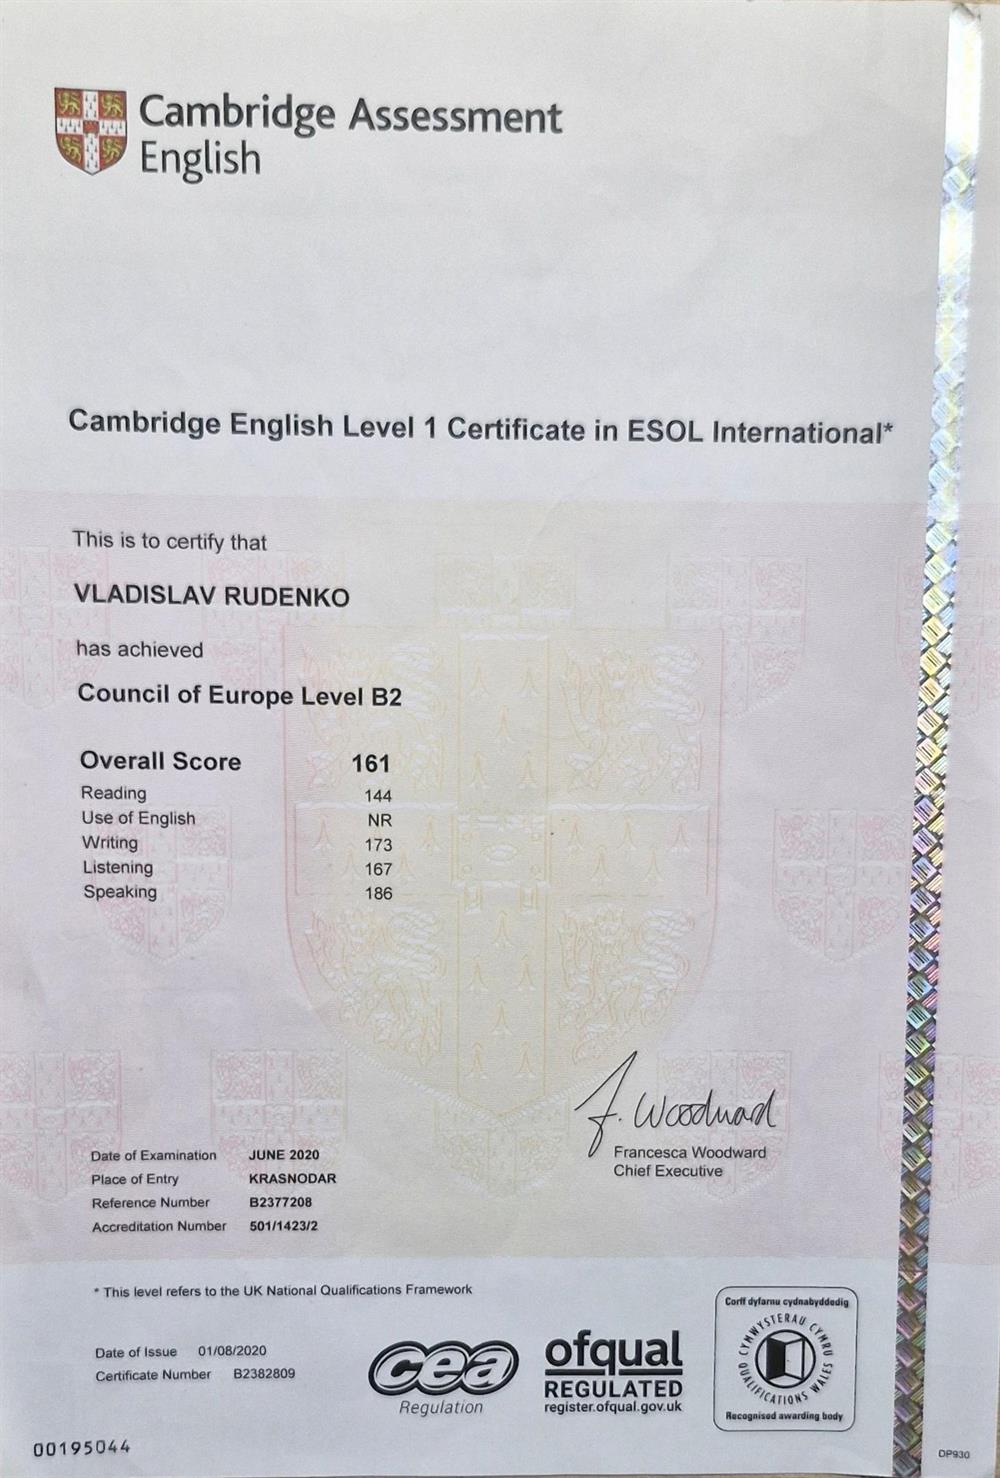 Cambridge Assessment
English
Cambridge English Level 1 Certificate in ESOL International*
This is to certify that
VLADISLAV RUDENKO
has achieved
Council of Europe Level B2
Overall Score 161
Reading 144
Use of English NR
Writing 173
Listening 167
Speaking 186
F. Woodward
Francesca Woodward
Chief Executive
Date of Examination JUNE 2020
Place of Entry KRASNODAR
Reference Number B2377208
Accreditation Number 501/1423/2
* This level refers to the UK National Qualifications Framework
Date of Issue 01/08/2020
Certificate Number B2382809
cea
Regulation
ofqual
REGULATED
register.ofqual.gov.uk
Corff dyfarnu cydnabyddedig
CYMWYSTERAU CYMRU
QUALIFICATIONS WALES
Recognised awarding body
00195044
DP930